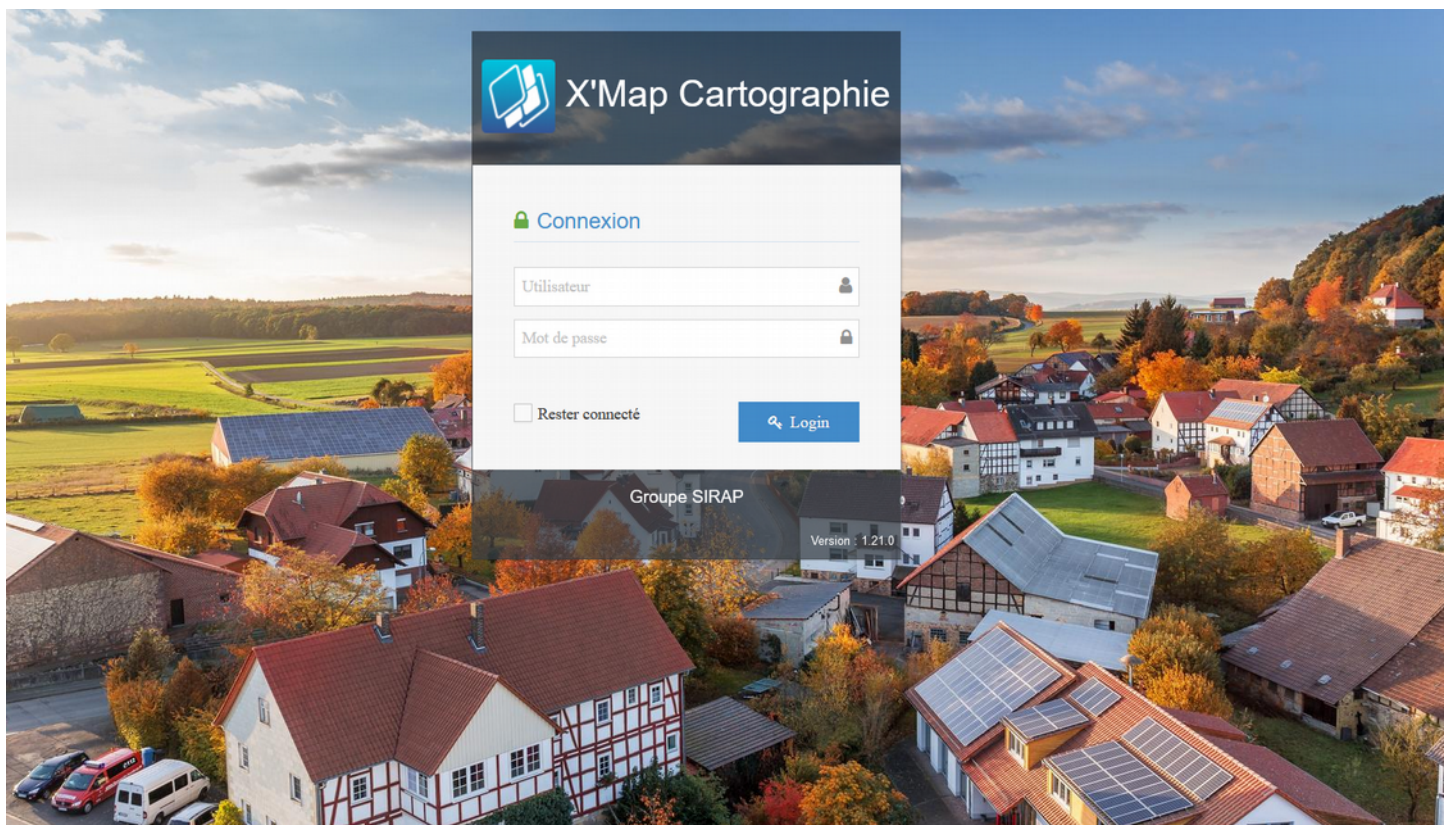 X'Map Cartographie
Connexion
Utilisateur
Mot de passe
Rester connecté
Login
Groupe SIRAP
Version : 1.21.0